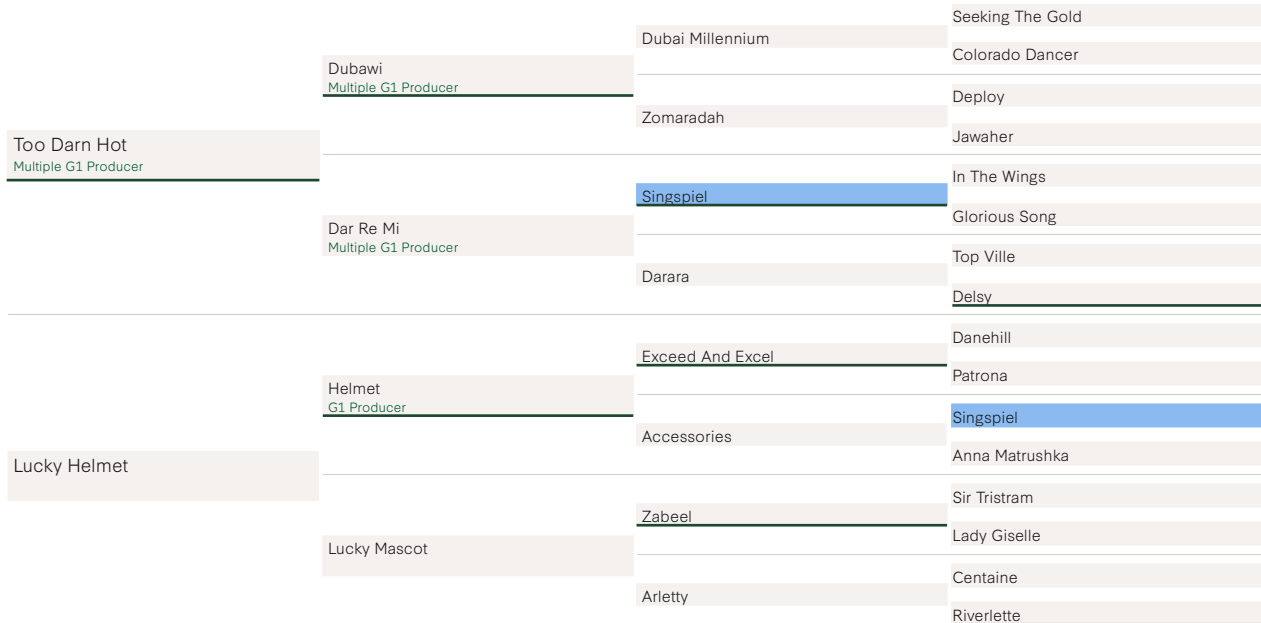 Too Darn Hot
Multiple G1 Producer
Lucky Helmet
Dubawi
Multiple G1 Producer
Dar Re Mi
Multiple G1 Producer
Helmet
G1 Producer
Lucky Mascot
Dubai Millennium
Zomaradah
Singspiel
Darara
Exceed And Excel
Accessories
Zabeel
Arletty
Seeking The Gold
Colorado Dancer
Deploy
Jawaher
In The Wings
Glorious Song
Top Ville
Delsy
Danehill
Patrona
Singspiel
Anna Matrushka
Sir Tristram
Lady Giselle
Centaine
Riverlette